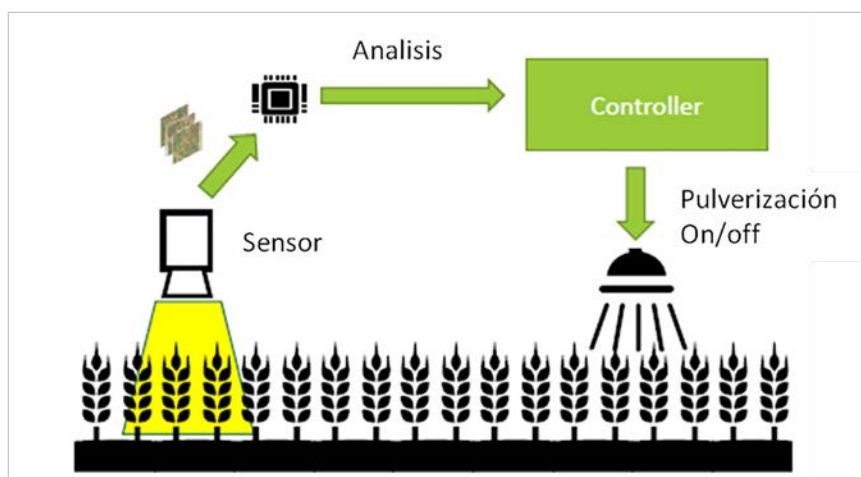 Analisis
Controller
Sensor
Pulverización
On/off